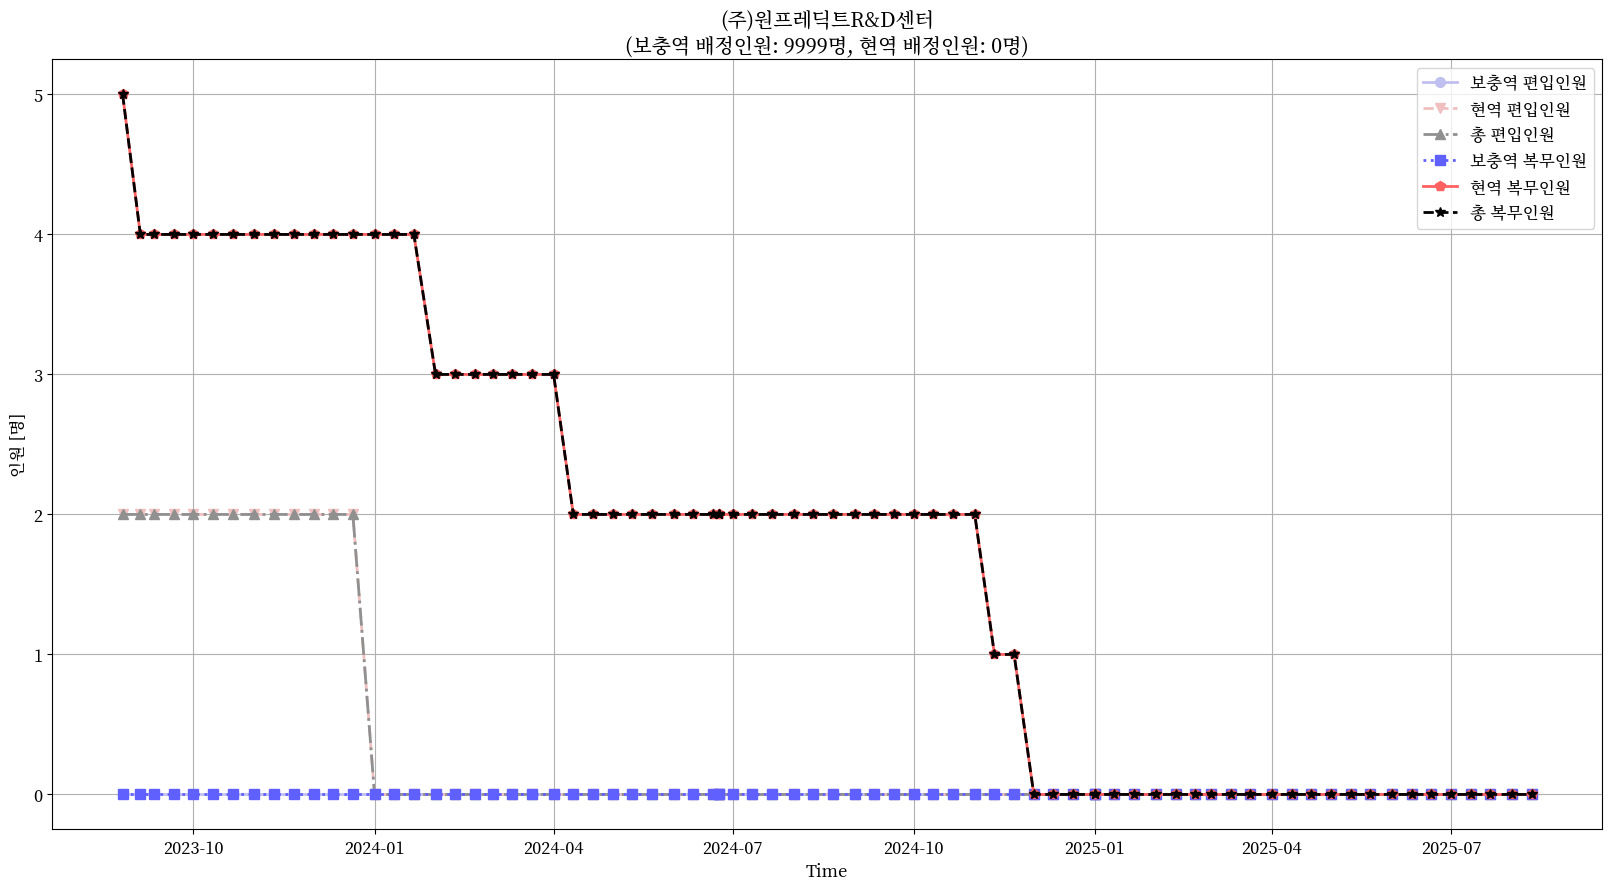 (주)원프레딕트R&D센터
(보충역 배정인원: 9999명, 현역 배정인원: 0명)
보충역 편입인원
현역 편입인원
총 편입인원
보충역 복무인원
현역 복무인원
총 복무인원
5
4
3
2
1
0
인원 [명]
2023-10
2024-01
2024-04
2024-07
2024-10
2025-01
2025-04
2025-07
Time